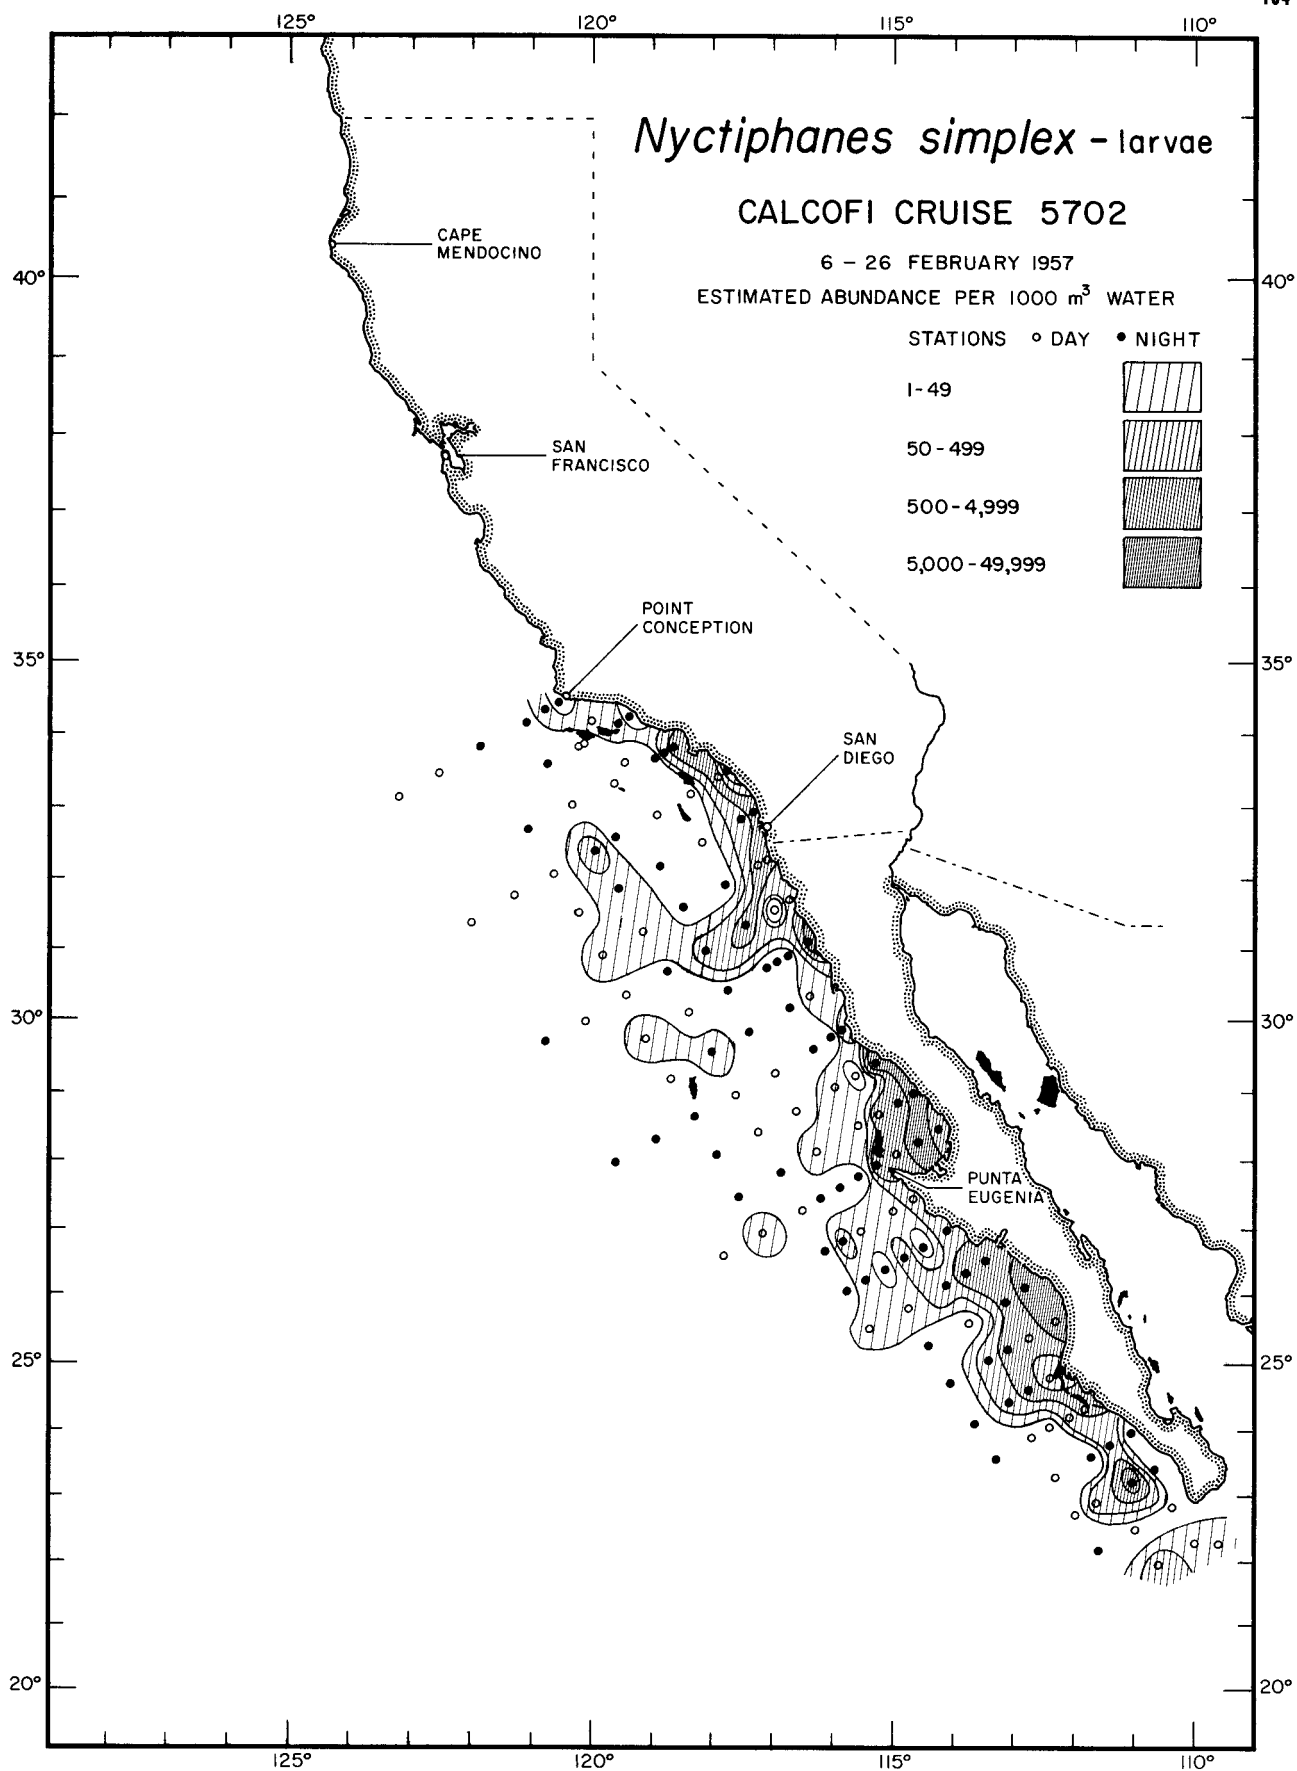 125° 120° 115° 110°
Nyctiphanes simplex - larvae
CALCOFI CRUISE 5702
6 - 26 FEBRUARY 1957
ESTIMATED ABUNDANCE PER 1000 m³ WATER
STATIONS ○ DAY ● NIGHT
1-49
50-499
500-4,999
5,000-49,999
CAPE
MENDOCINO
40° 40°
SAN
FRANCISCO
POINT
CONCEPTION
35° 35°
SAN
DIEGO
30° 30°
PUNTA
EUGENIA
25° 25°
20° 20°
125° 120° 115° 110°